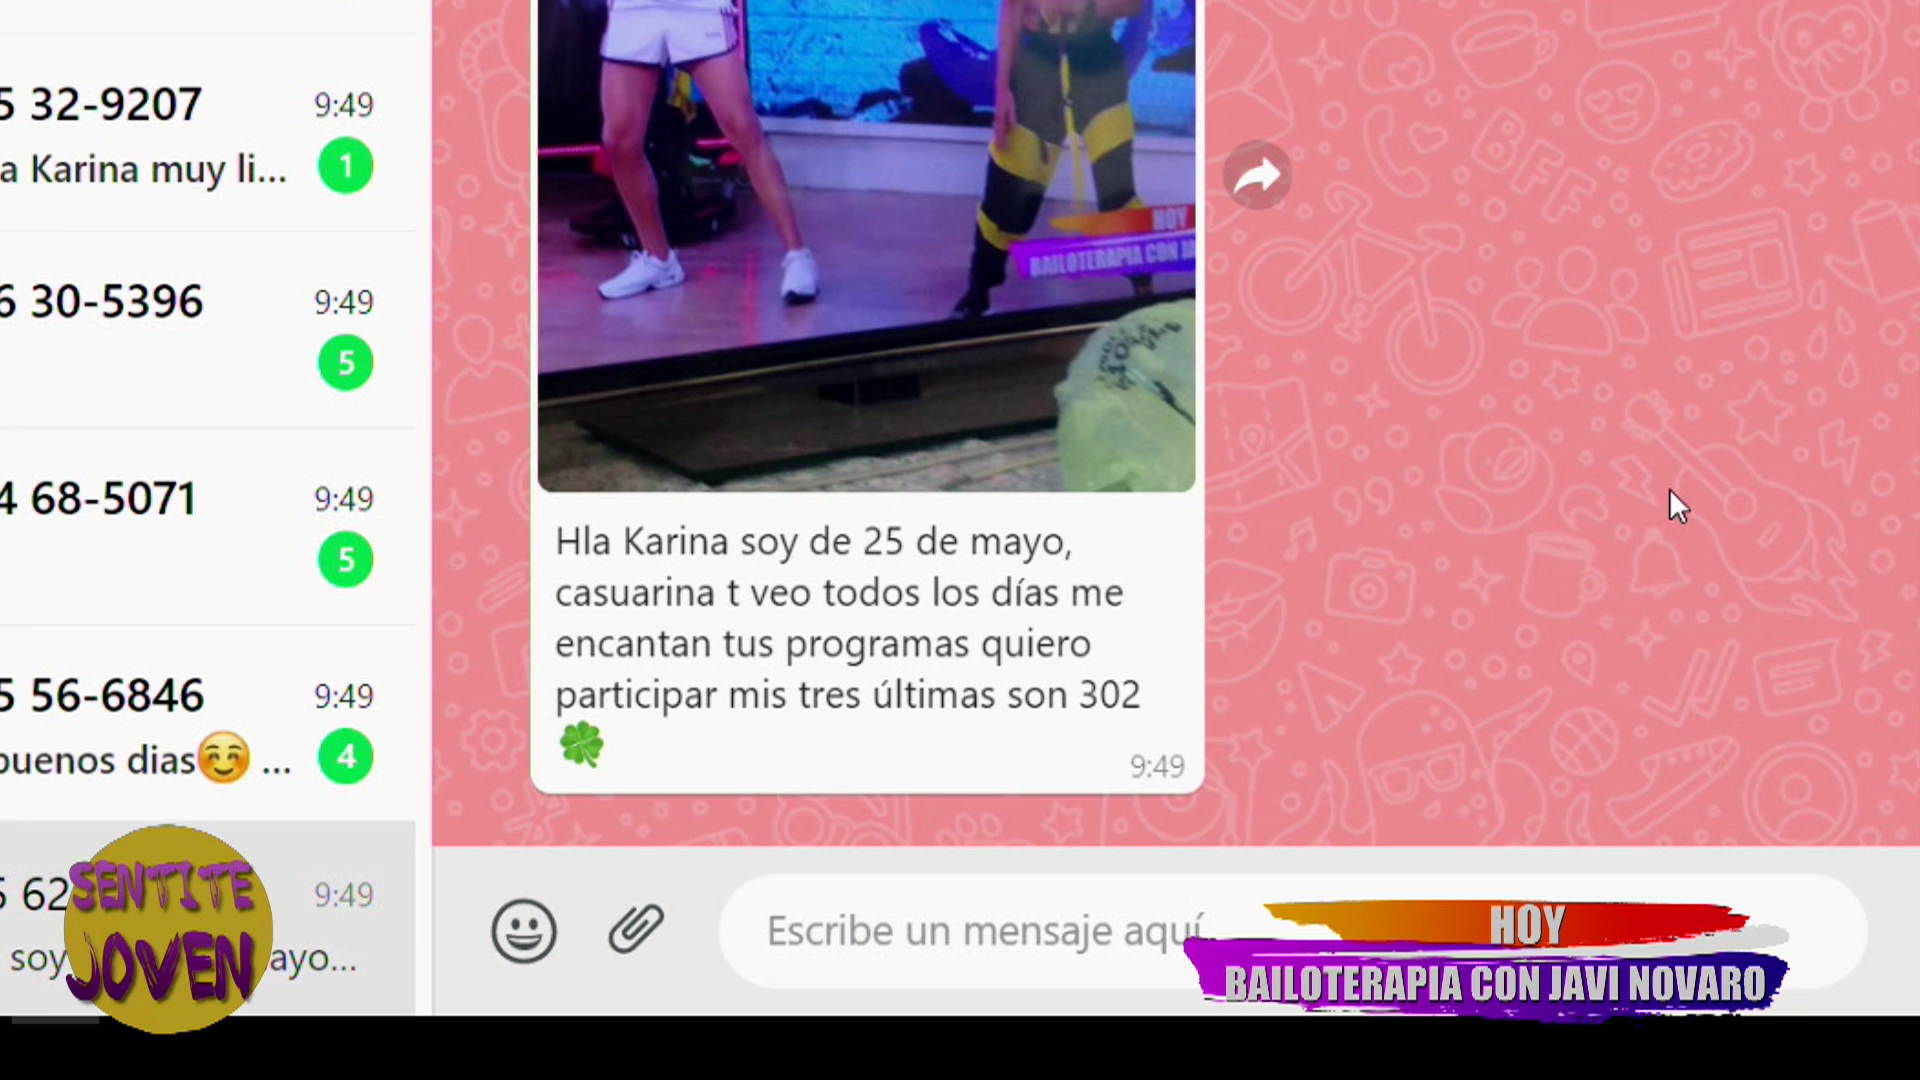 5 32-9207
9:49
a Karina muy li...
1
6 30-5396
9:49
5
4 68-5071
9:49
5
5 56-6846
9:49
buenos dias☺️ ...
4
5 62
9:49
soy
ayo...
SENTITE
JOVEN
HOY
BAILOTERAPIA CON JA
Hla Karina soy de 25 de mayo,
casuarina t veo todos los días me
encantan tus programas quiero
participar mis tres últimas son 302
🍀
9:49
BFF
Escribe un mensaje aquí
HOY
BAILOTERAPIA CON JAVI NOVARO